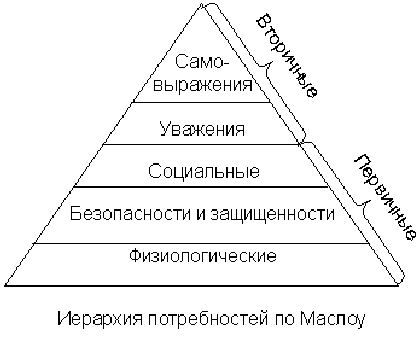 Само-
выражения
Вторичные
Уважения
Социальные
Первичные
Безопасности и защищенности
Физиологические
Иерархия потребностей по Маслоу